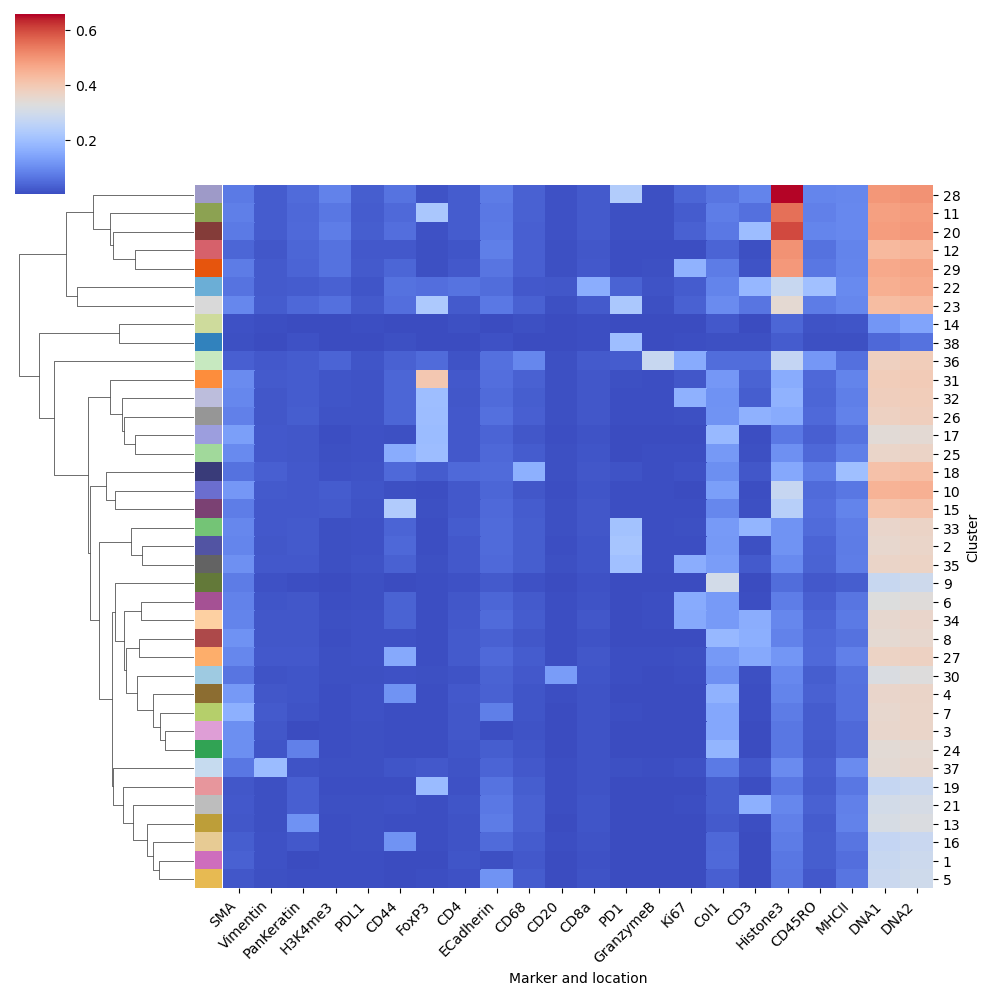 0.6
0.4
0.2
28
11
20
12
29
22
23
14
38
36
31
32
26
17
25
18
10
15
33
2
35
9
6
34
8
27
30
4
7
3
24
37
19
21
13
16
1
5
Cluster
SMA
Vimentin
PanKeratin
H3K4me3
PDL1
CD44
FoxP3
CD4
ECadherin
CD68
CD20
CD8a
PD1
GranzymeB
Ki67
Col1
CD3
Histone3
CD45RO
MHCII
DNA1
DNA2
Marker and location